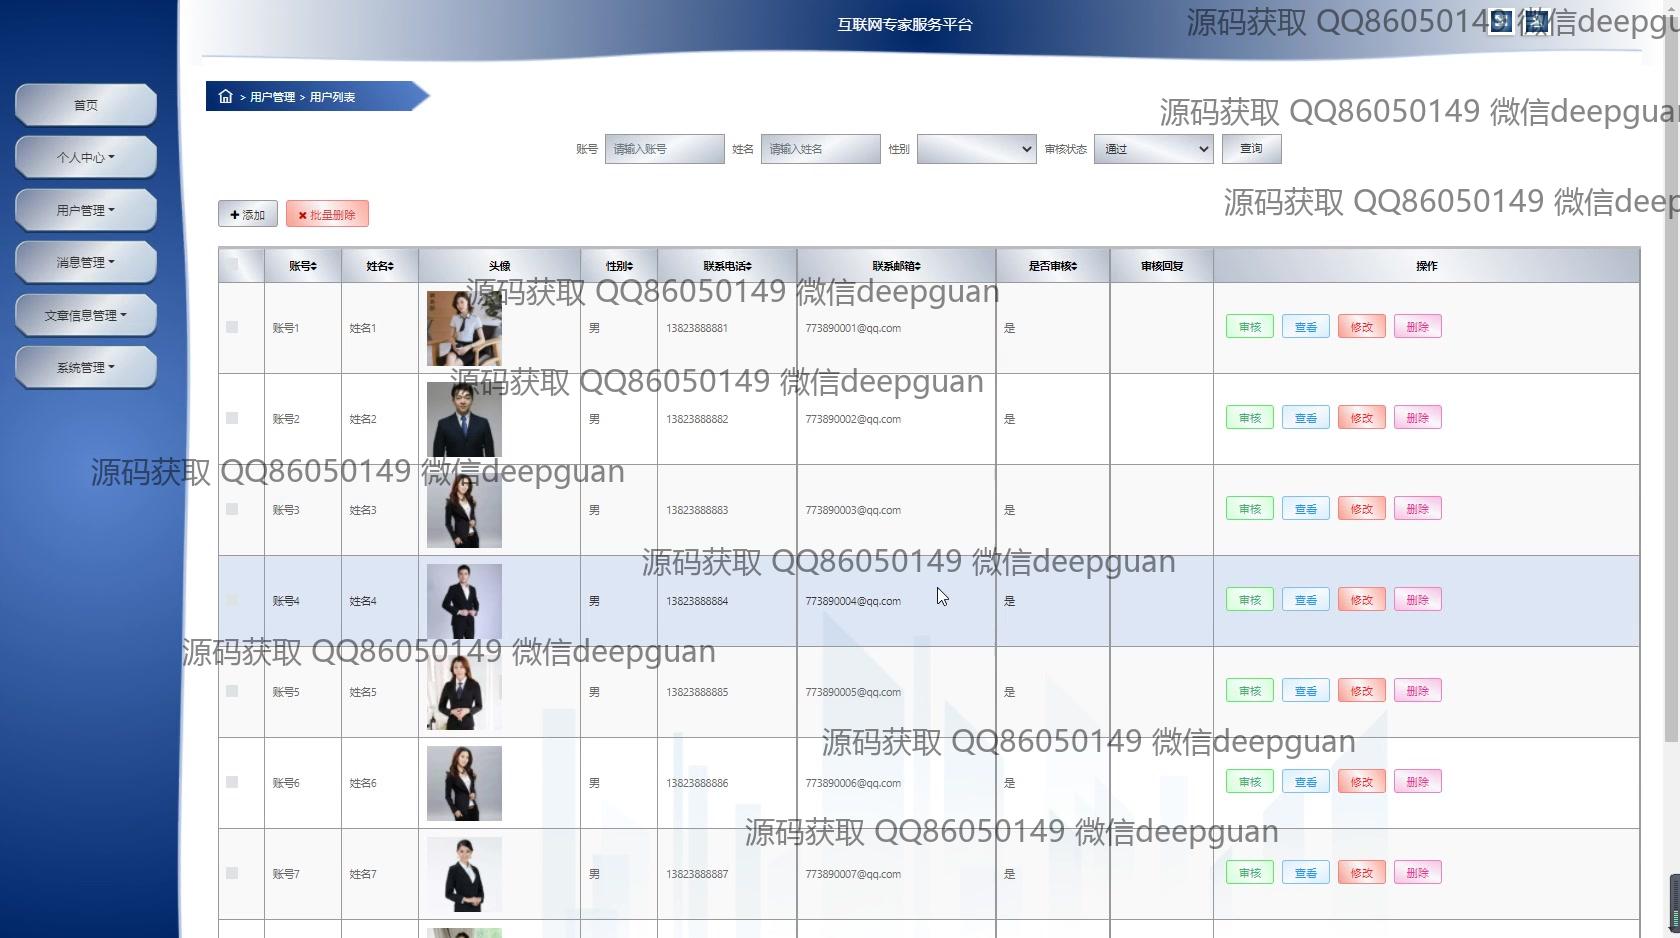 互联网专家服务平台
源码获取 QQ86050149 微信deepgu
首页
个人中心
用户管理
消息管理
文章信息管理
系统管理
> 用户管理 > 用户列表
源码获取 QQ86050149 微信deepgua
账号 请输入账号 姓名 请输入姓名 性别 审核状态 通过 查询
源码获取 QQ86050149 微信deep
添加 批量删除
账号 姓名 头像 性别 联系电话 联系邮箱 是否审核 审核回复 操作
源码获取 QQ86050149 微信deepguan
账号1 姓名1 男 13823888881 773890001@qq.com 是 审核 查看 修改 删除
源码获取 QQ86050149 微信deepguan
账号2 姓名2 男 13823888882 773890002@qq.com 是 审核 查看 修改 删除
源码获取 QQ86050149 微信deepguan
账号3 姓名3 男 13823888883 773890003@qq.com 是 审核 查看 修改 删除
源码获取 QQ86050149 微信deepguan
账号4 姓名4 男 13823888884 773890004@qq.com 是 审核 查看 修改 删除
源码获取 QQ86050149 微信deepguan
账号5 姓名5 男 13823888885 773890005@qq.com 是 审核 查看 修改 删除
源码获取 QQ86050149 微信deepguan
账号6 姓名6 男 13823888886 773890006@qq.com 是 审核 查看 修改 删除
源码获取 QQ86050149 微信deepguan
账号7 姓名7 男 13823888887 773890007@qq.com 是 审核 查看 修改 删除